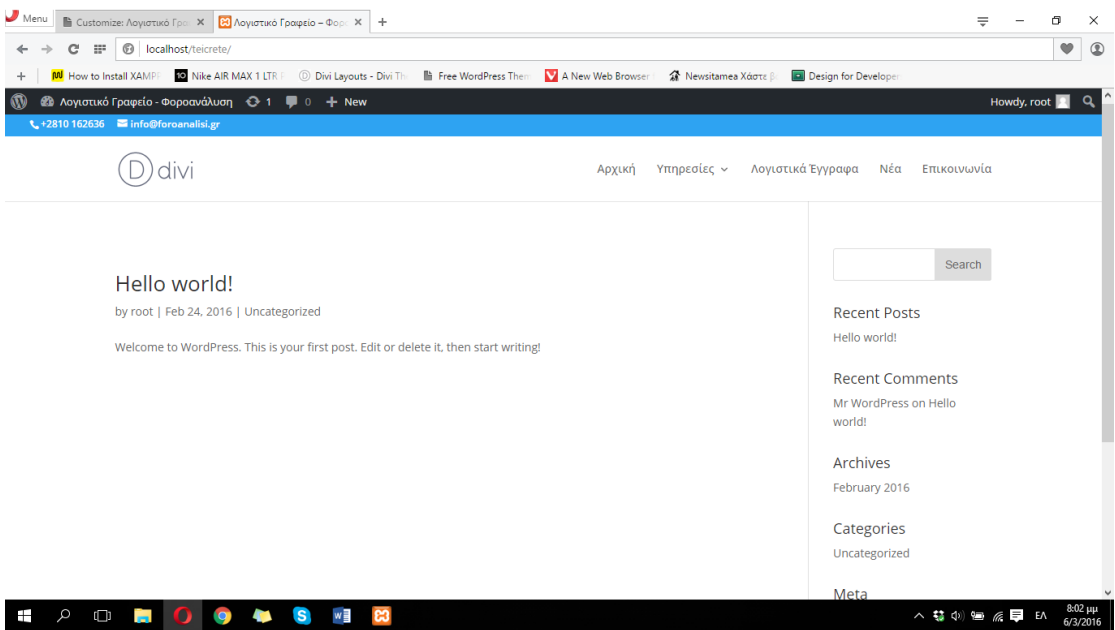 Menu
Customize: Λογιστικό Γρα
Λογιστικό Γραφείο – Φορ
localhost/teicrete/
How to Install XAMPP
Nike AIR MAX 1 LTR
Divi Layouts - Divi Th
Free WordPress Them
A New Web Browser
Newsitamea Χάστε β
Design for Developer
Λογιστικό Γραφείο - Φοροανάλυση 1 0 + New
Howdy, root
+2810 162636 info@foroanalisi.gr
D divi
Αρχική Υπηρεσίες Λογιστικά Έγγραφα Νέα Επικοινωνία
Search
Hello world!
by root | Feb 24, 2016 | Uncategorized
Welcome to WordPress. This is your first post. Edit or delete it, then start writing!
Recent Posts
Hello world!
Recent Comments
Mr WordPress on Hello
world!
Archives
February 2016
Categories
Uncategorized
Meta
ΕΛ
8:02 μμ
6/3/2016